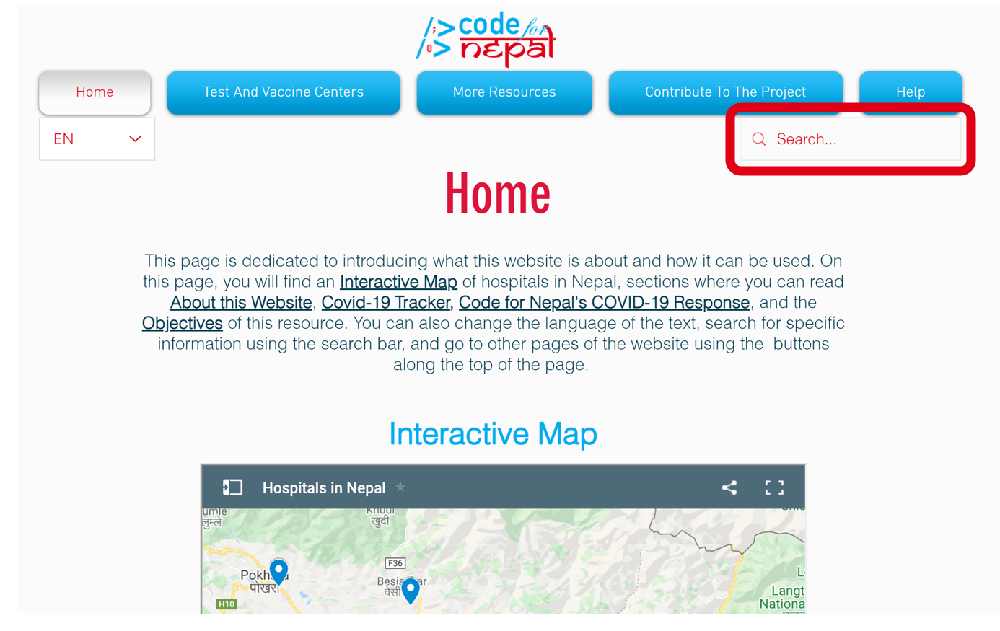 code for
nepal
Home
Test And Vaccine Centers
More Resources
Contribute To The Project
Help
EN
Search...
Home
This page is dedicated to introducing what this website is about and how it can be used. On
this page, you will find an Interactive Map of hospitals in Nepal, sections where you can read
About this Website, Covid-19 Tracker, Code for Nepal's COVID-19 Response, and the
Objectives of this resource. You can also change the language of the text, search for specific
information using the search bar, and go to other pages of the website using the buttons
along the top of the page.
Interactive Map
Hospitals in Nepal
Khudi
खुदी
F36
पोखरा
H10
Langt
Nationa